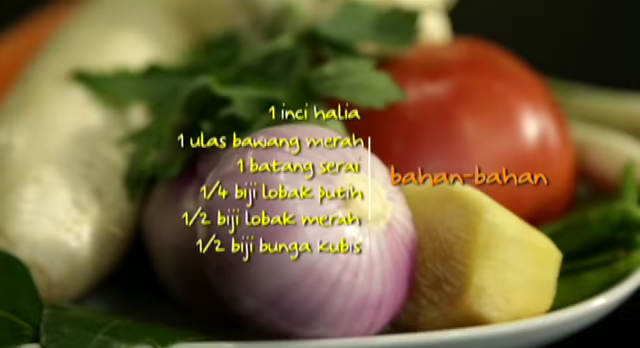 1 inci halia
1 ulas bawang merah
1 batang serai
1/4 biji lobak putih
1/2 biji lobak merah
1/2 biji bunga kubis
bahan-bahan